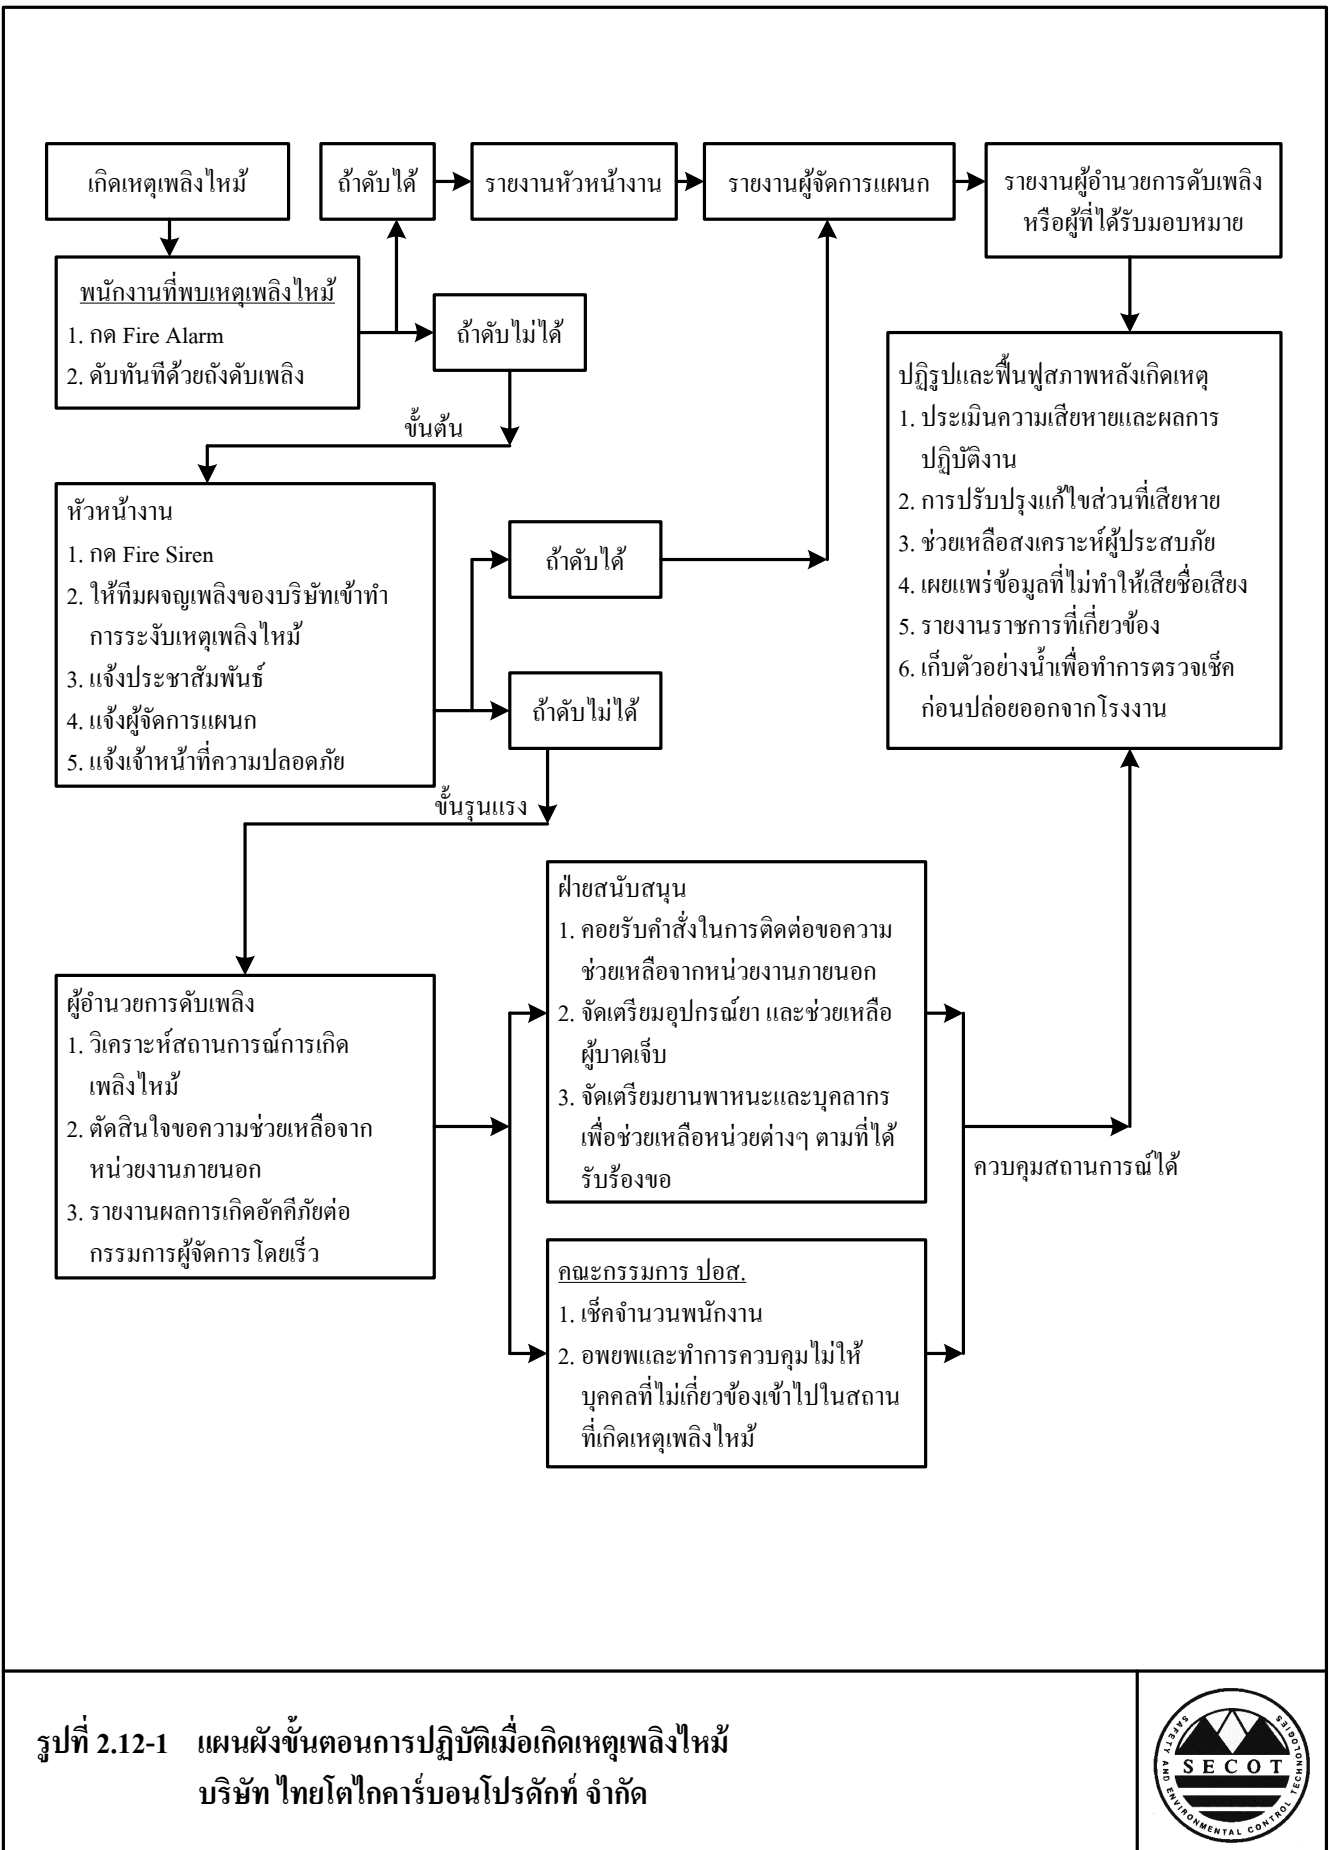 เกิดเหตุเพลิงไหม้
ถ้าดับได้
รายงานหัวหน้างาน
รายงานผู้จัดการแผนก
รายงานผู้อำนวยการดับเพลิง
หรือผู้ที่ได้รับมอบหมาย
พนักงานที่พบเหตุเพลิงไหม้
1. กด Fire Alarm
2. ดับทันทีด้วยถังดับเพลิง
ถ้าดับไม่ได้
ขั้นต้น
หัวหน้างาน
1. กด Fire Siren
2. ให้ทีมผจญเพลิงของบริษัทเข้าทำ
การระงับเหตุเพลิงไหม้
3. แจ้งประชาสัมพันธ์
4. แจ้งผู้จัดการแผนก
5. แจ้งเจ้าหน้าที่ความปลอดภัย
ถ้าดับได้
ถ้าดับไม่ได้
ขั้นรุนแรง
ปฏิรูปและฟื้นฟูสภาพหลังเกิดเหตุ
1. ประเมินความเสียหายและผลการ
ปฏิบัติงาน
2. การปรับปรุงแก้ไขส่วนที่เสียหาย
3. ช่วยเหลือสงเคราะห์ผู้ประสบภัย
4. เผยแพร่ข้อมูลที่ไม่ทำให้เสียชื่อเสียง
5. รายงานราชการที่เกี่ยวข้อง
6. เก็บตัวอย่างน้ำเพื่อทำการตรวจเช็ค
ก่อนปล่อยออกจากโรงงาน
ผู้อำนวยการดับเพลิง
1. วิเคราะห์สถานการณ์การเกิด
เพลิงไหม้
2. ตัดสินใจขอความช่วยเหลือจาก
หน่วยงานภายนอก
3. รายงานผลการเกิดอัคคีภัยต่อ
กรรมการผู้จัดการโดยเร็ว
ฝ่ายสนับสนุน
1. คอยรับคำสั่งในการติดต่อขอความ
ช่วยเหลือจากหน่วยงานภายนอก
2. จัดเตรียมอุปกรณ์ยา และช่วยเหลือ
ผู้บาดเจ็บ
3. จัดเตรียมยานพาหนะและบุคลากร
เพื่อช่วยเหลือหน่วยต่างๆ ตามที่ได้
รับร้องขอ
ควบคุมสถานการณ์ได้
คณะกรรมการ ปอส.
1. เช็คจำนวนพนักงาน
2. อพยพและทำการควบคุมไม่ให้
บุคคลที่ไม่เกี่ยวข้องเข้าไปในสถาน
ที่เกิดเหตุเพลิงไหม้
รูปที่ 2.12-1 แผนผังขั้นตอนการปฏิบัติเมื่อเกิดเหตุเพลิงไหม้
บริษัท ไทยโตไกคาร์บอนโปรดักท์ จำกัด
SECOT
SAFETY AND ENVIRONMENTAL CONTROL TECHNOLOGIES